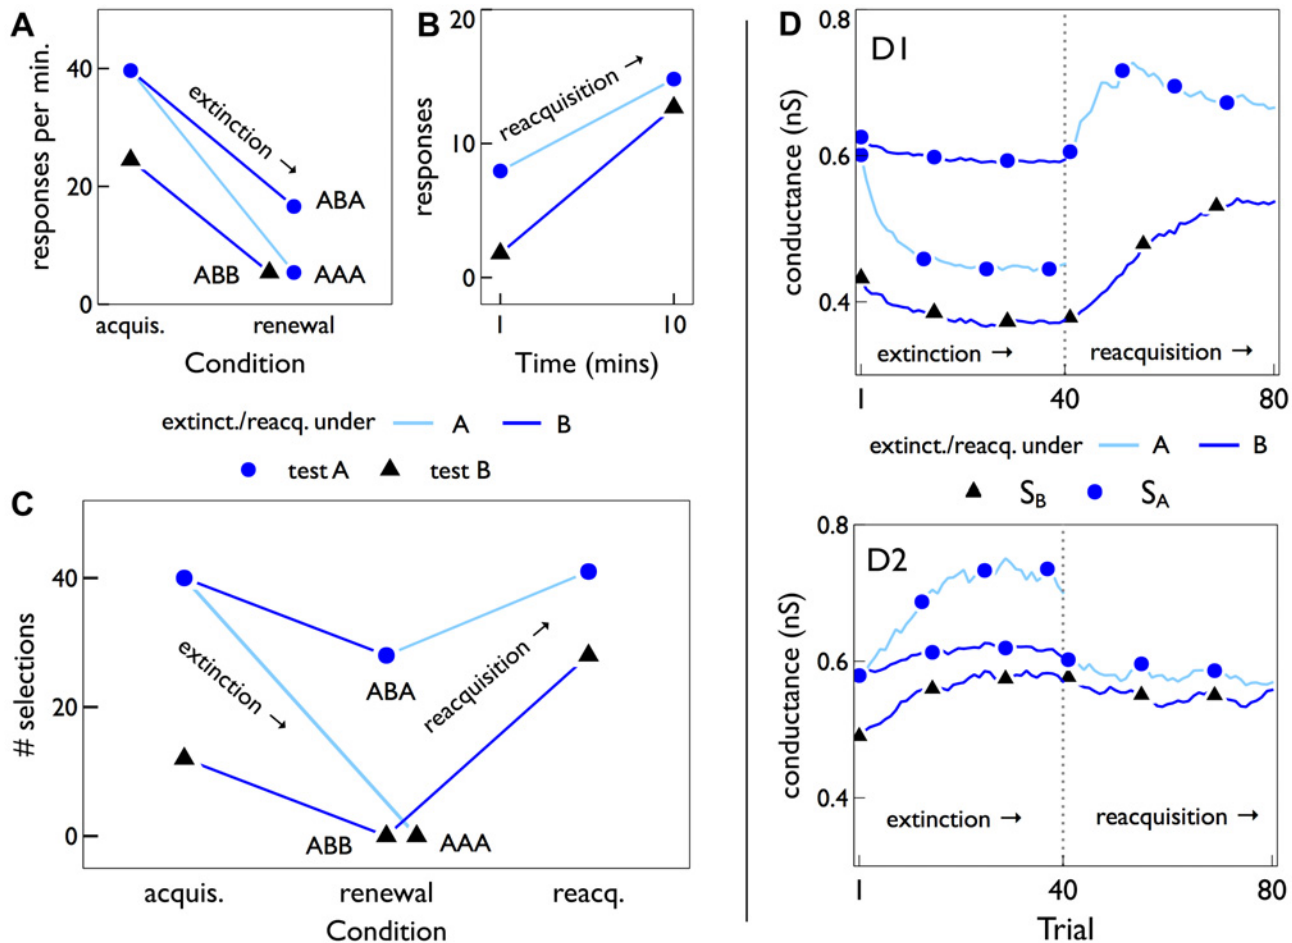 A
responses per min.
40
20
0
extinction →
ABA
ABB
AAA
acquis.
renewal
Condition
B
responses
20
10
0
reacquisition →
1
10
Time (mins)
extinct./reacq. under
A
B
test A
test B
C
# selections
40
20
0
extinction →
ABA
reacquisition →
ABB
AAA
acquis.
renewal
reacq.
Condition
D
D1
conductance (nS)
0.8
0.6
0.4
extinction →
reacquisition →
1
40
80
extinct./reacq. under
A
B
SB
SA
D2
conductance (nS)
0.8
0.6
0.4
extinction →
reacquisition →
1
40
80
Trial